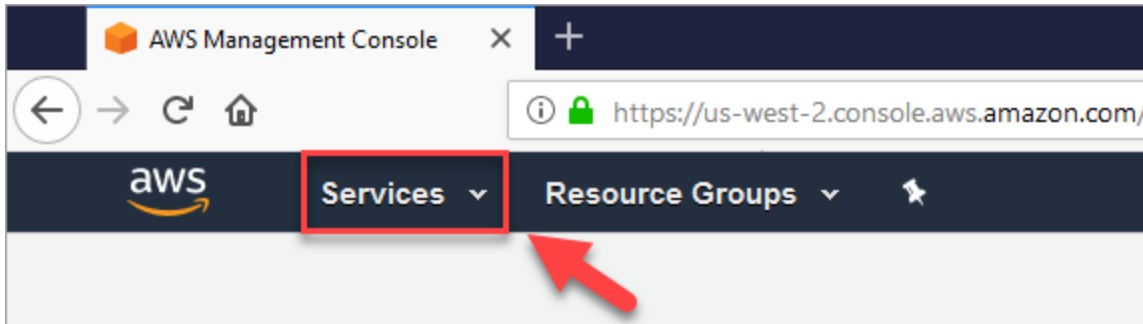 AWS Management Console
https://us-west-2.console.aws.amazon.com/
aws Services Resource Groups